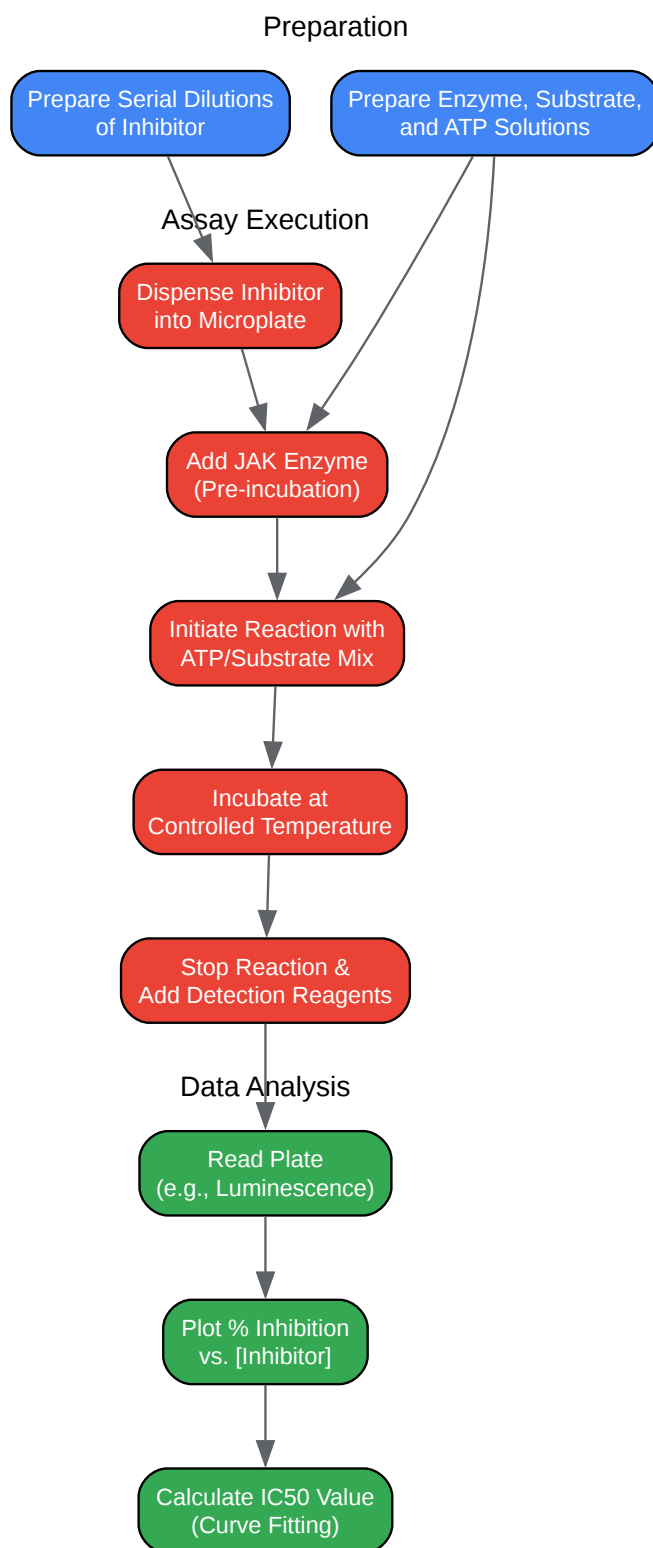 Preparation
Prepare Serial Dilutions
of Inhibitor
Prepare Enzyme, Substrate,
and ATP Solutions
Assay Execution
Dispense Inhibitor
into Microplate
Add JAK Enzyme
(Pre-incubation)
Initiate Reaction with
ATP/Substrate Mix
Incubate at
Controlled Temperature
Stop Reaction &
Add Detection Reagents
Data Analysis
Read Plate
(e.g., Luminescence)
Plot % Inhibition
vs. [Inhibitor]
Calculate IC50 Value
(Curve Fitting)